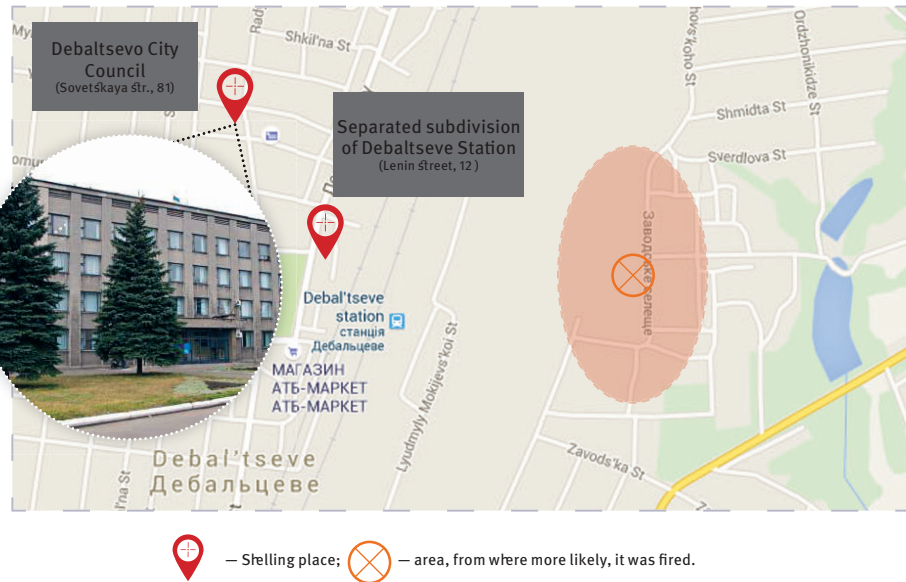 Debaltsevo City
Council
(Sovetskaya str., 81)
Separated subdivision
of Debaltseve Station
(Lenin street, 12 )
Shkil'na St
Shmidta St
Sverdlova St
Ordzhonikidze St
Заводське селеще
Debal'tseve
station
станція
Дебальцеве
МАГАЗИН
АТБ-МАРКЕТ
АТБ-МАРКЕТ
Lyudmyly Mokijevs'koi St
Zavods'ka St
Debal'tseve
Дебальцеве
— Shelling place;
— area, from where more likely, it was fired.